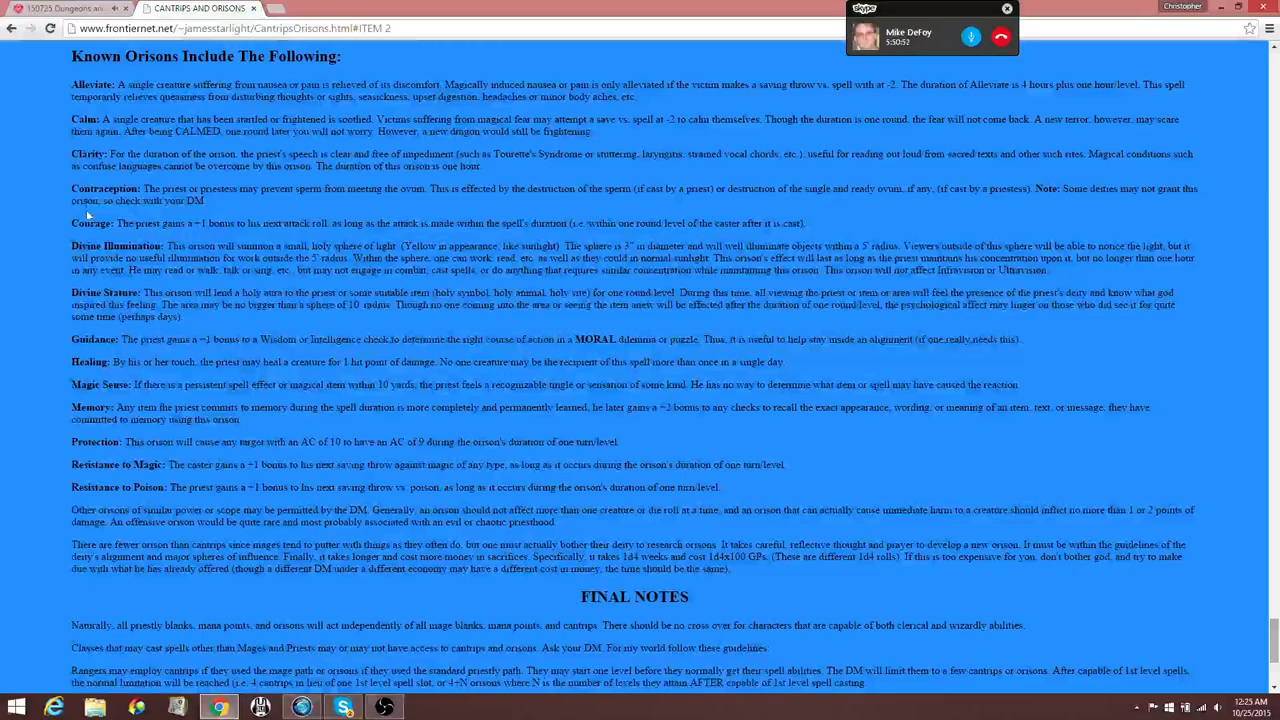 150725 Dungeons and
CANTRIPS AND ORISONS
Christopher
www.frontiernet.net/~jamesstarlight/CantripsOrisons.html#ITEM 2
skype
Mike DeFoy
5:50:52
Known Orisons Include The Following:
Alleviate: A single creature suffering from nausea or pain is relieved of its discomfort. Magically induced nausea or pain is only alleviated if the victim makes a saving throw vs. spell with at -2. The duration of Alleviate is 4 hours plus one hour/level. This spell
temporarily relieves queasiness from disturbing thoughts or sights, seasickness, upset digestion, headaches or minor body aches, etc.
Calm: A single creature that has been startled or frightened is soothed. Victims suffering from magical fear may attempt a save vs. spell at -2 to calm themselves. Though the duration is one round, the fear will not come back. A new terror, however, may scare
them again. After being CALMED, one round later you will not worry. However, a new dragon would still be frightening.
Clarity: For the duration of the orison, the priest's speech is clear and free of impediment (such as Tourette's Syndrome or stuttering, laryngitis, strained vocal chords, etc.); useful for reading out loud from sacred texts and other such rites. Magical conditions such
as confuse languages cannot be overcome by this orison. The duration of this orison is one hour.
Contraception: The priest or priestess may prevent sperm from meeting the ovum. This is effected by the destruction of the sperm (if cast by a priest) or destruction of the single and ready ovum, if any, (if cast by a priestess). Note: Some deities may not grant this
orison, so check with your DM
Courage: The priest gains a +1 bonus to his next attack roll, as long as the attack is made within the spell's duration (i.e. within one round/level of the caster after it is cast).
Divine Illumination: This orison will summon a small, holy sphere of light. (Yellow in appearance, like sunlight). The sphere is 3" in diameter and will well illuminate objects within a 5' radius. Viewers outside of this sphere will be able to notice the light, but it
will provide no useful illumination for work outside the 5' radius. Within the sphere, one can work, read, etc. as well as they could in normal sunlight. This orison's effect will last as long as the priest maintains his concentration upon it, but no longer than one hour
in any event. He may read or walk, talk or sing, etc., but may not engage in combat, cast spells, or do anything that requires similar concentration while maintaining this orison. This orison will not affect Infravision or Ultravision.
Divine Stature: This orison will lend a holy aura to the priest or some suitable item (holy symbol, holy animal, holy site) for one round/level. During this time, all viewing the priest or item or area will feel the presence of the priest's deity and know what god
inspired this feeling. The area may be no bigger than a sphere of 10' radius. Though no one coming into the area or seeing the item anew will be effected after the duration of one round/level, the psychological affect may linger on those who did see it for quite
some time (perhaps days).
Guidance: The priest gains a +1 bonus to a Wisdom or Intelligence check to determine the right course of action in a MORAL dilemma or puzzle. Thus, it is useful to help stay inside an alignment (if one really needs this).
Healing: By his or her touch, the priest may heal a creature for 1 hit point of damage. No one creature may be the recipient of this spell more than once in a single day.
Magic Sense: If there is a persistent spell effect or magical item within 10 yards, the priest feels a recognizable tingle or sensation of some kind. He has no way to determine what item or spell may have caused the reaction.
Memory: Any item the priest commits to memory during the spell duration is more completely and permanently learned, he later gains a +2 bonus to any checks to recall the exact appearance, wording, or meaning of an item, text, or message, they have
committed to memory using this orison.
Protection: This orison will cause any target with an AC of 10 to have an AC of 9 during the orison's duration of one turn/level.
Resistance to Magic: The caster gains a +1 bonus to his next saving throw against magic of any type, as long as it occurs during the orison's duration of one turn/level.
Resistance to Poison: The priest gains a +1 bonus to his next saving throw vs. poison, as long as it occurs during the orison's duration of one turn/level.
Other orisons of similar power or scope may be permitted by the DM. Generally, an orison should not affect more than one creature or die roll at a time, and an orison that can actually cause immediate harm to a creature should inflict no more than 1 or 2 points of
damage. An offensive orison would be quite rare and most probably associated with an evil or chaotic priesthood.
There are fewer orison than cantrips since mages tend to putter with things as they often do, but one must actually bother their deity to research orisons. It takes careful, reflective thought and prayer to develop a new orison. It must be within the guidelines of the
deity's alignment and major spheres of influence. Finally, it takes longer and cost more money in sacrifices. Specifically, it takes 1d4 weeks and cost 1d4x100 GPs. (These are different 1d4 rolls). If this is too expensive for you, don't bother god, and try to make
due with what he has already offered (though a different DM under a different economy may have a different cost in money, the time should be the same).
FINAL NOTES
Naturally, all priestly blanks, mana points, and orisons will act independently of all mage blanks, mana points, and cantrips. There should be no cross over for characters that are capable of both clerical and wizardly abilities.
Classes that may cast spells other than Mages and Priests may or may not have access to cantrips and orisons. Ask your DM. For my world follow these guidelines.
Rangers may employ cantrips if they used the mage path or orisons if they used the standard priestly path. They may start one level before they normally get their spell abilities. The DM will limit them to a few cantrips or orisons. After capable of 1st level spells,
the normal limitation will be reached (i.e. 4 cantrips in lieu of one 1st level spell slot, or 4+N orisons where N is the number of levels they attain AFTER capable of 1st level spell casting
12:25 AM
10/25/2015